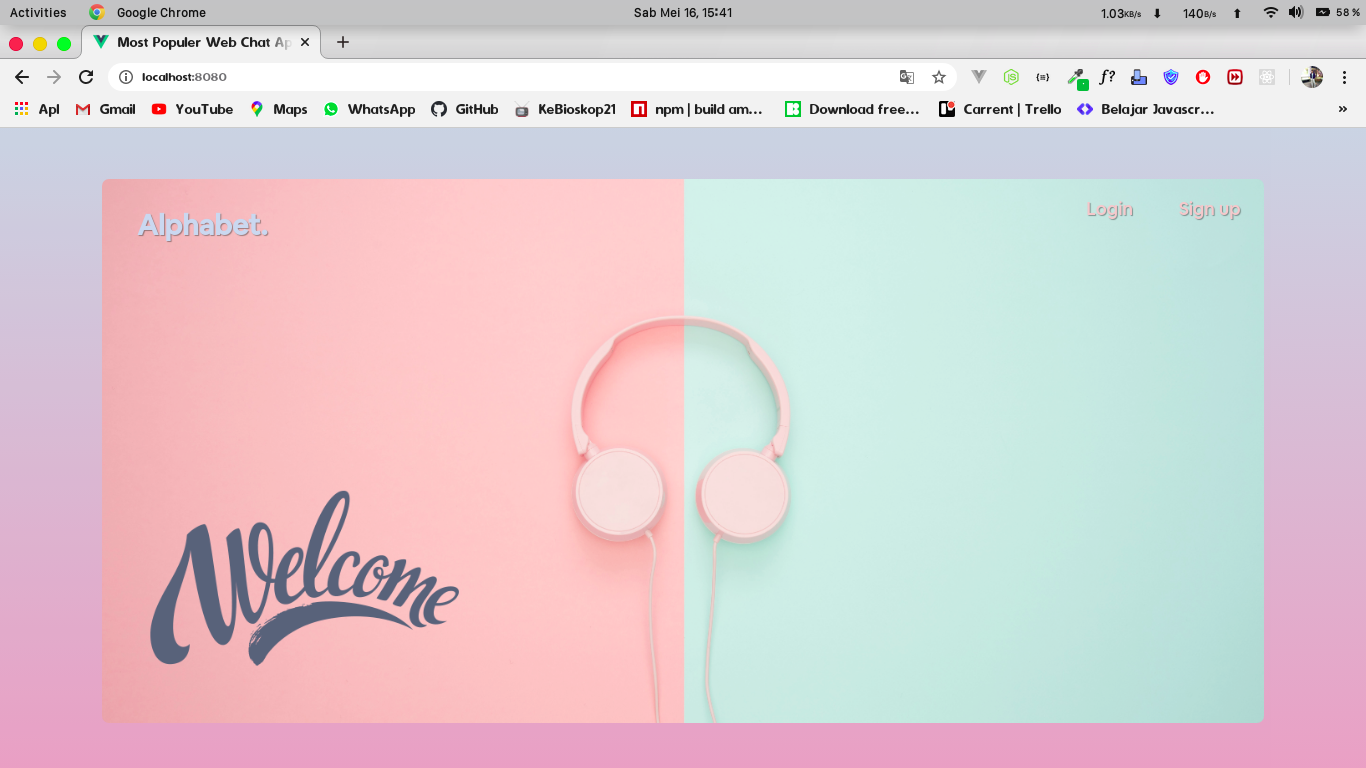 Activities Google Chrome Sab Mei 16, 15:41 1.03KB/s 140B/s 58 %
Most Populer Web Chat Ap
localhost:8080
Apl Gmail YouTube Maps WhatsApp GitHub KeBioskop21 npm | build am... Download free... Carrent | Trello Belajar Javascr... »
Alphabet. Login Sign up
Welcome